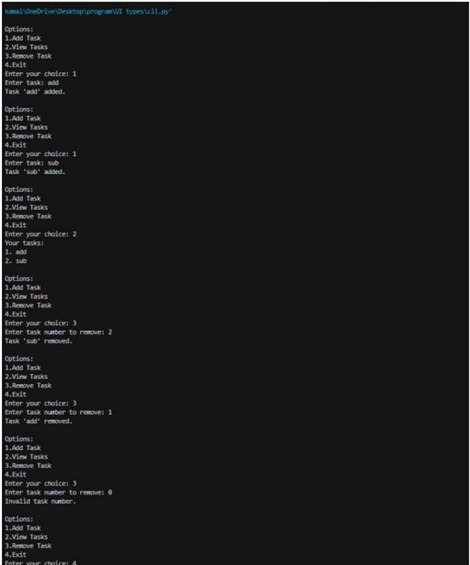 kamal\OneDrive\Desktop\program\UI types\cli.py'
Options:
1.Add Task
2.View Tasks
3.Remove Task
4.Exit
Enter your choice: 1
Enter task: add
Task 'add' added.
Options:
1.Add Task
2.View Tasks
3.Remove Task
4.Exit
Enter your choice: 1
Enter task: sub
Task 'sub' added.
Options:
1.Add Task
2.View Tasks
3.Remove Task
4.Exit
Enter your choice: 2
Your tasks:
1. add
2. sub
Options:
1.Add Task
2.View Tasks
3.Remove Task
4.Exit
Enter your choice: 3
Enter task number to remove: 2
Task 'sub' removed.
Options:
1.Add Task
2.View Tasks
3.Remove Task
4.Exit
Enter your choice: 3
Enter task number to remove: 1
Task 'add' removed.
Options:
1.Add Task
2.View Tasks
3.Remove Task
4.Exit
Enter your choice: 3
Enter task number to remove: 0
Invalid task number.
Options:
1.Add Task
2.View Tasks
3.Remove Task
4.Exit
Enter your choice: 4